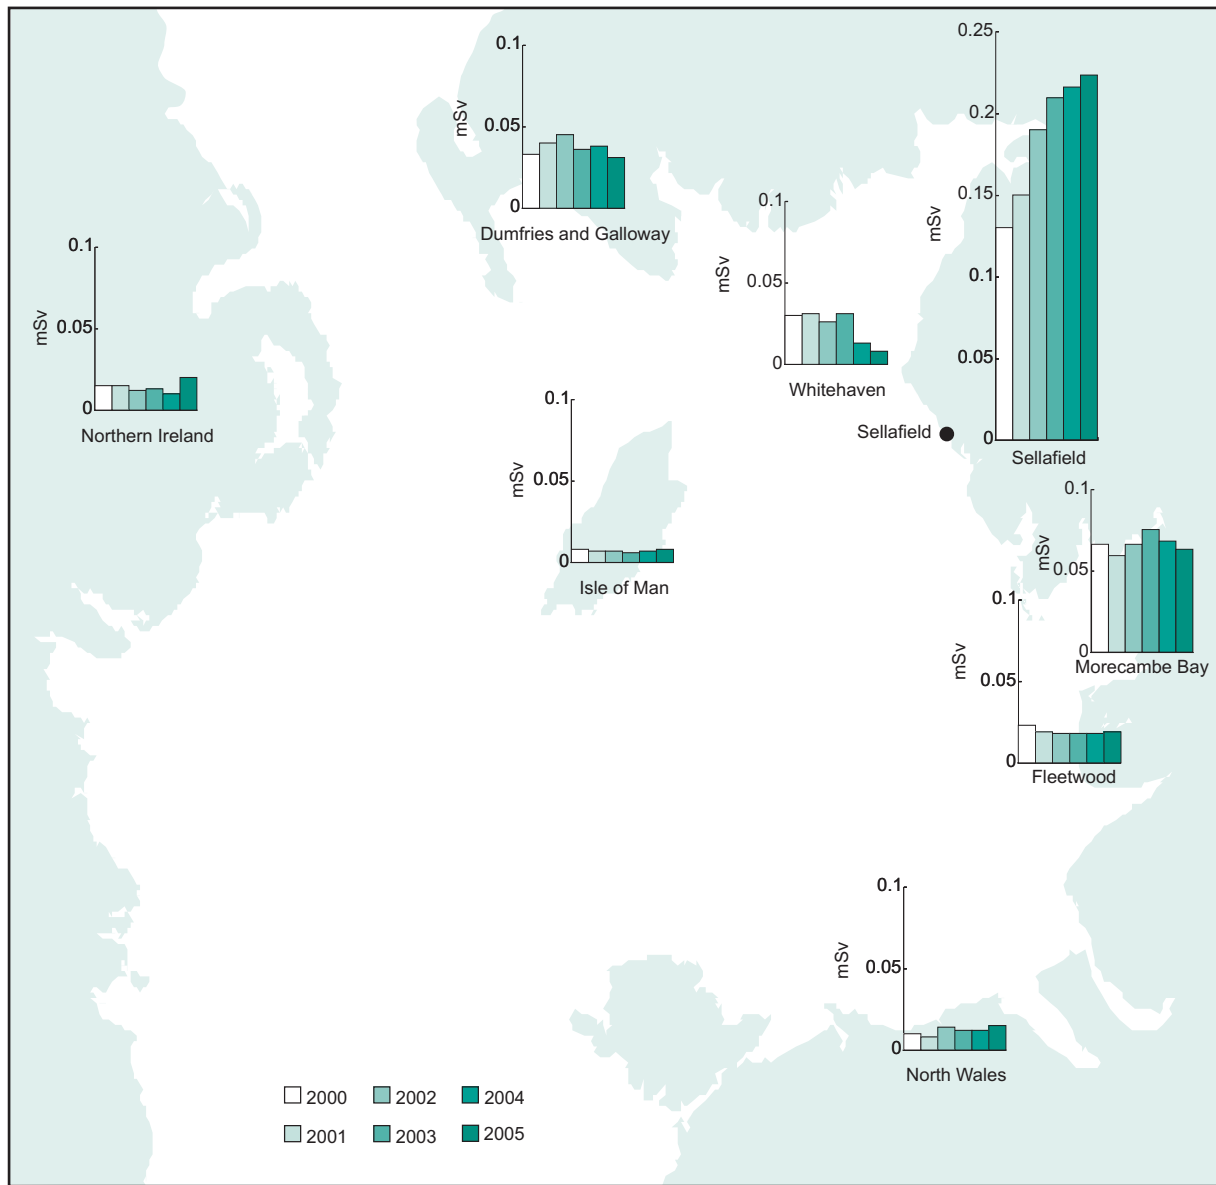 0.1
0.05
0
mSv
Dumfries and Galloway
0.25
0.2
0.15
0.1
0.05
0
mSv
Sellafield
0.1
0.05
0
mSv
Whitehaven
0.1
0.05
0
mSv
Northern Ireland
Sellafield
0.1
0.05
0
mSv
Isle of Man
0.1
0.05
0
mSv
Morecambe Bay
0.1
0.05
0
mSv
Fleetwood
0.1
0.05
0
mSv
North Wales
2000
2002
2004
2001
2003
2005